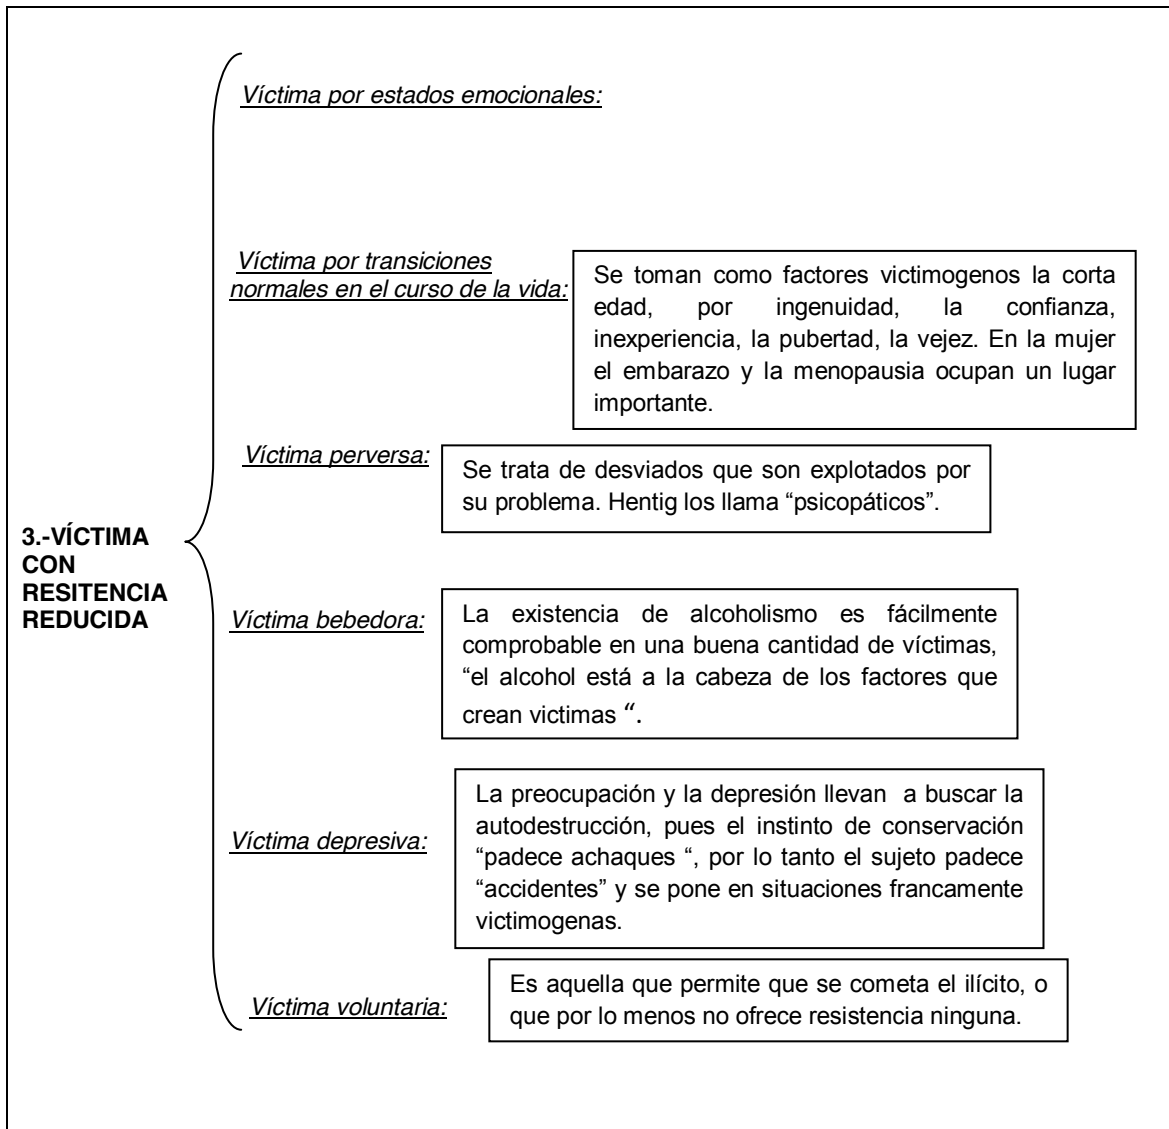 Víctima por estados emocionales:
Víctima por transiciones
normales en el curso de la vida:
Se toman como factores victimogenos la corta
edad, por ingenuidad, la confianza,
inexperiencia, la pubertad, la vejez. En la mujer
el embarazo y la menopausia ocupan un lugar
importante.
Víctima perversa:
Se trata de desviados que son explotados por
su problema. Hentig los llama “psicopáticos”.
3.-VÍCTIMA
CON
RESITENCIA
REDUCIDA
Víctima bebedora:
La existencia de alcoholismo es fácilmente
comprobable en una buena cantidad de víctimas,
“el alcohol está a la cabeza de los factores que
crean victimas “.
Víctima depresiva:
La preocupación y la depresión llevan a buscar la
autodestrucción, pues el instinto de conservación
“padece achaques “, por lo tanto el sujeto padece
“accidentes” y se pone en situaciones francamente
victimogenas.
Víctima voluntaria:
Es aquella que permite que se cometa el ilícito, o
que por lo menos no ofrece resistencia ninguna.